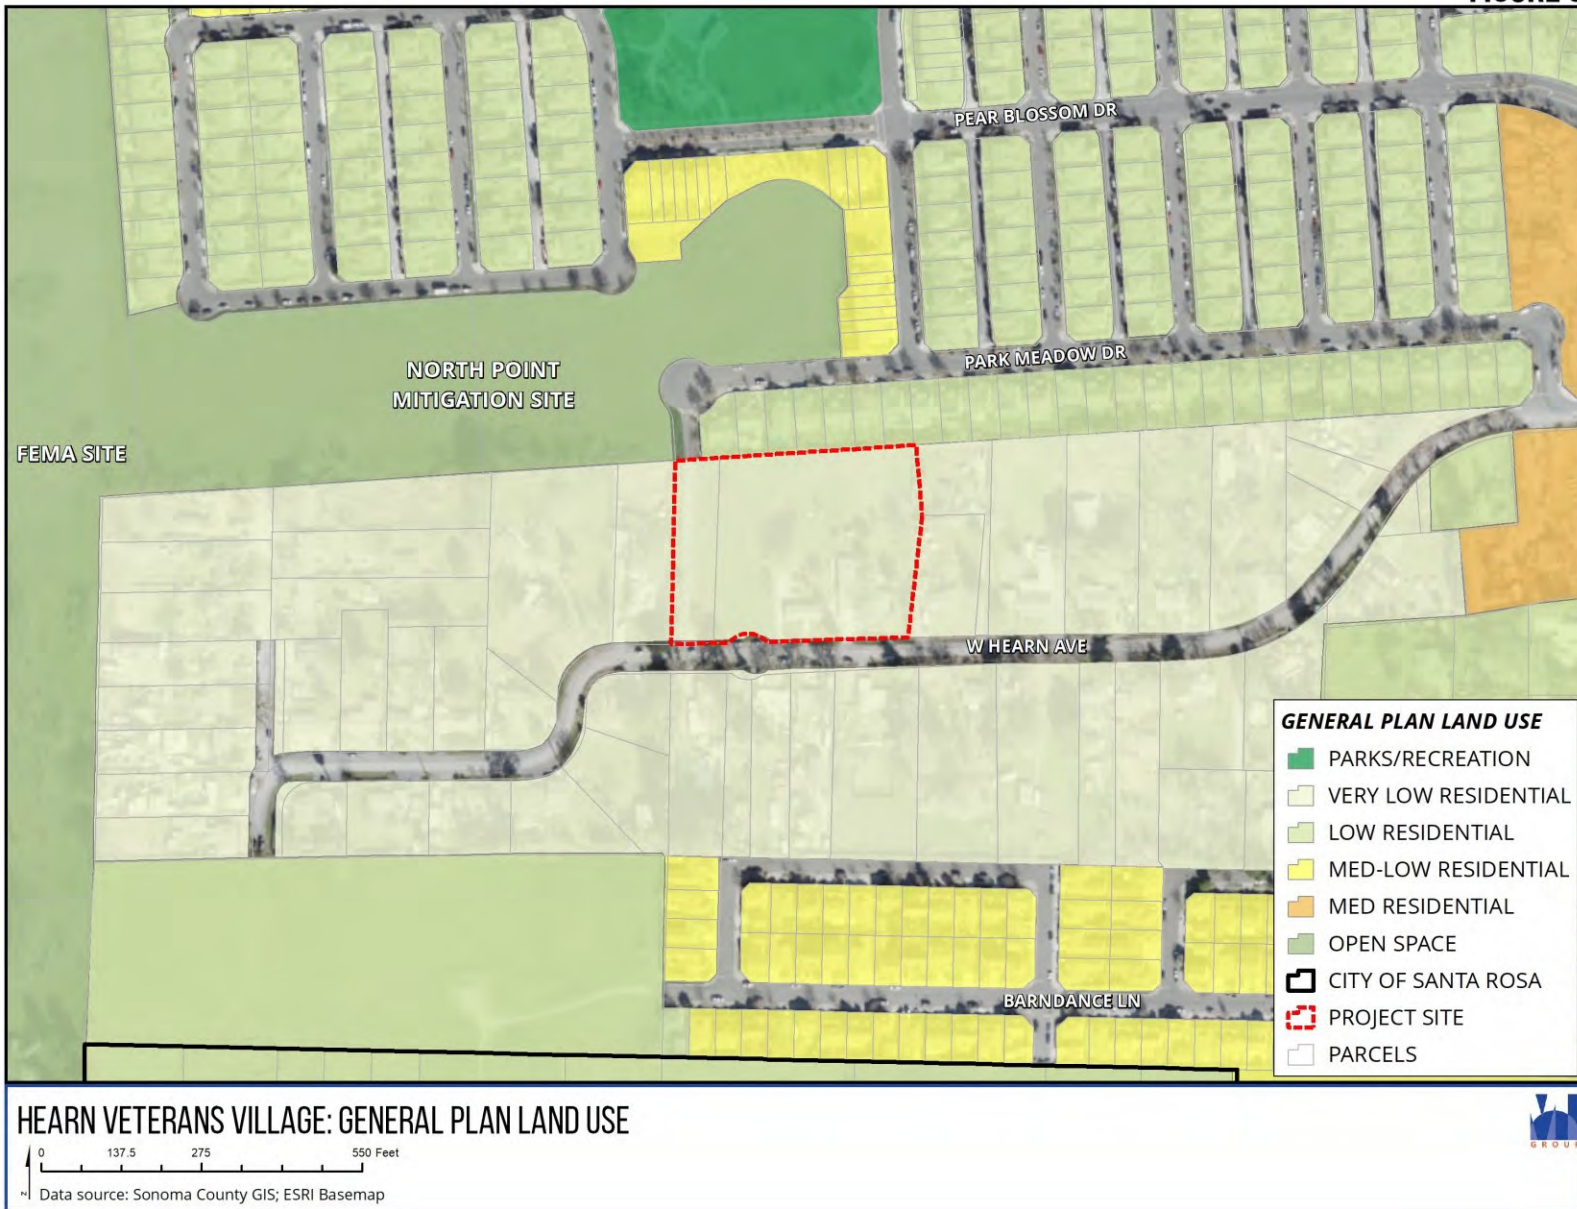 PEAR BLOSSOM DR
PARK MEADOW DR
NORTH POINT
MITIGATION SITE
FEMA SITE
W HEARN AVE
BARNDANCE LN
GENERAL PLAN LAND USE
PARKS/RECREATION
VERY LOW RESIDENTIAL
LOW RESIDENTIAL
MED-LOW RESIDENTIAL
MED RESIDENTIAL
OPEN SPACE
CITY OF SANTA ROSA
PROJECT SITE
PARCELS
HEARN VETERANS VILLAGE: GENERAL PLAN LAND USE
0 137.5 275 550 Feet
N
Data source: Sonoma County GIS; ESRI Basemap